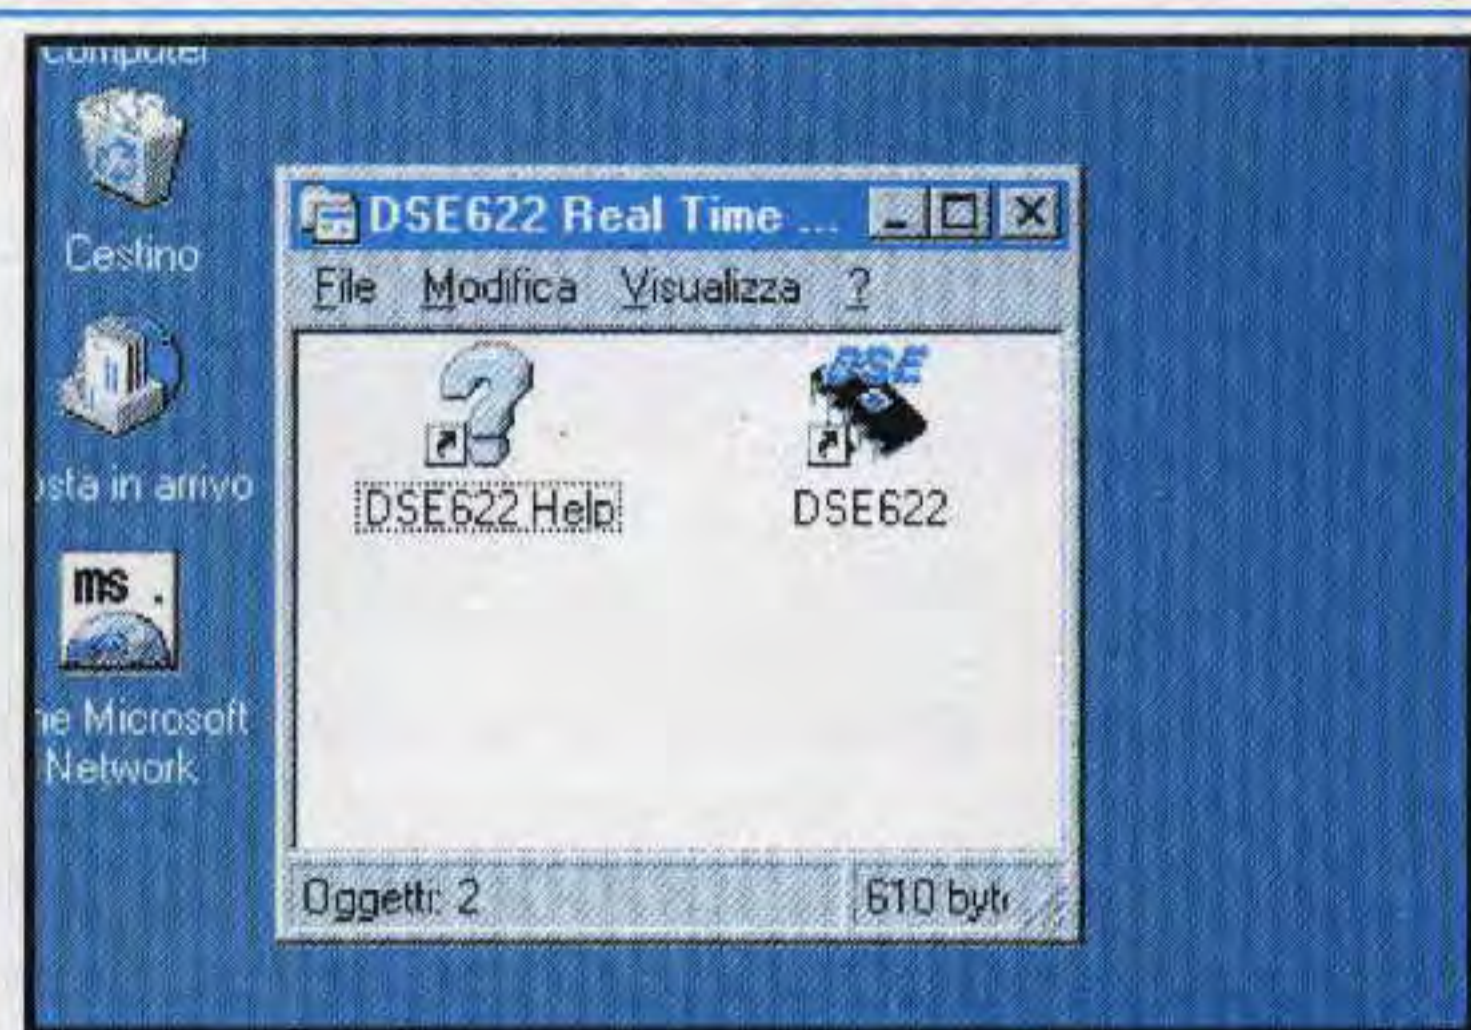 Computer
Cestino
sta in arrivo
ms.
Microsoft
Network
DSE622 Real Time ...
File Modifica Visualizza ?
DSE
DSE622 Help
DSE622
Oggetti: 2
610 byt